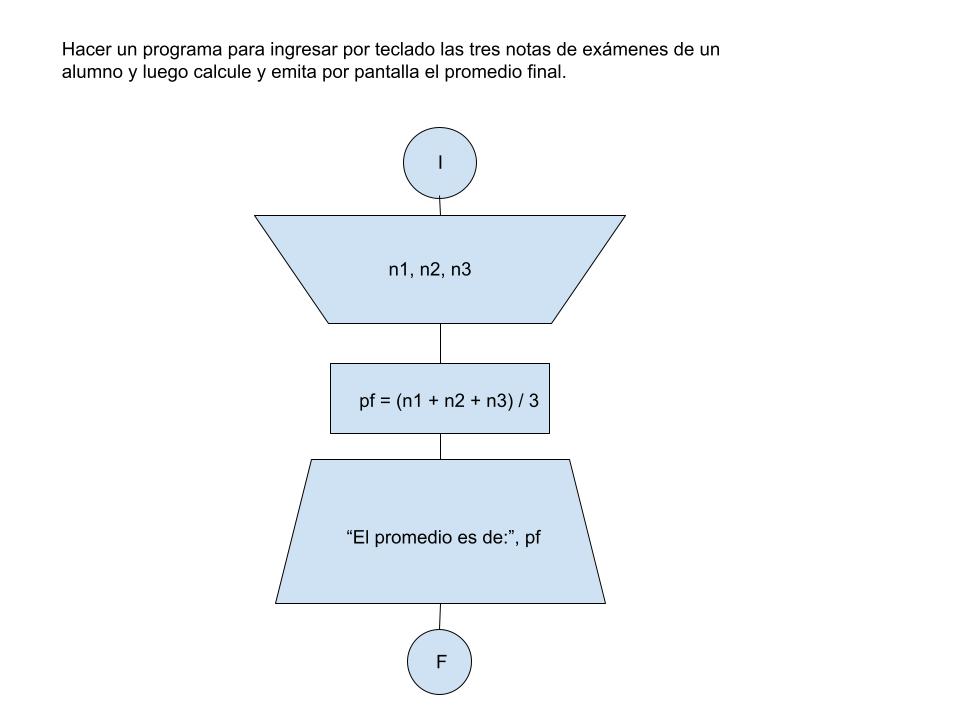 Hacer un programa para ingresar por teclado las tres notas de exámenes de un
alumno y luego calcule y emita por pantalla el promedio final.
I
n1, n2, n3
pf = (n1 + n2 + n3) / 3
“El promedio es de:”, pf
F